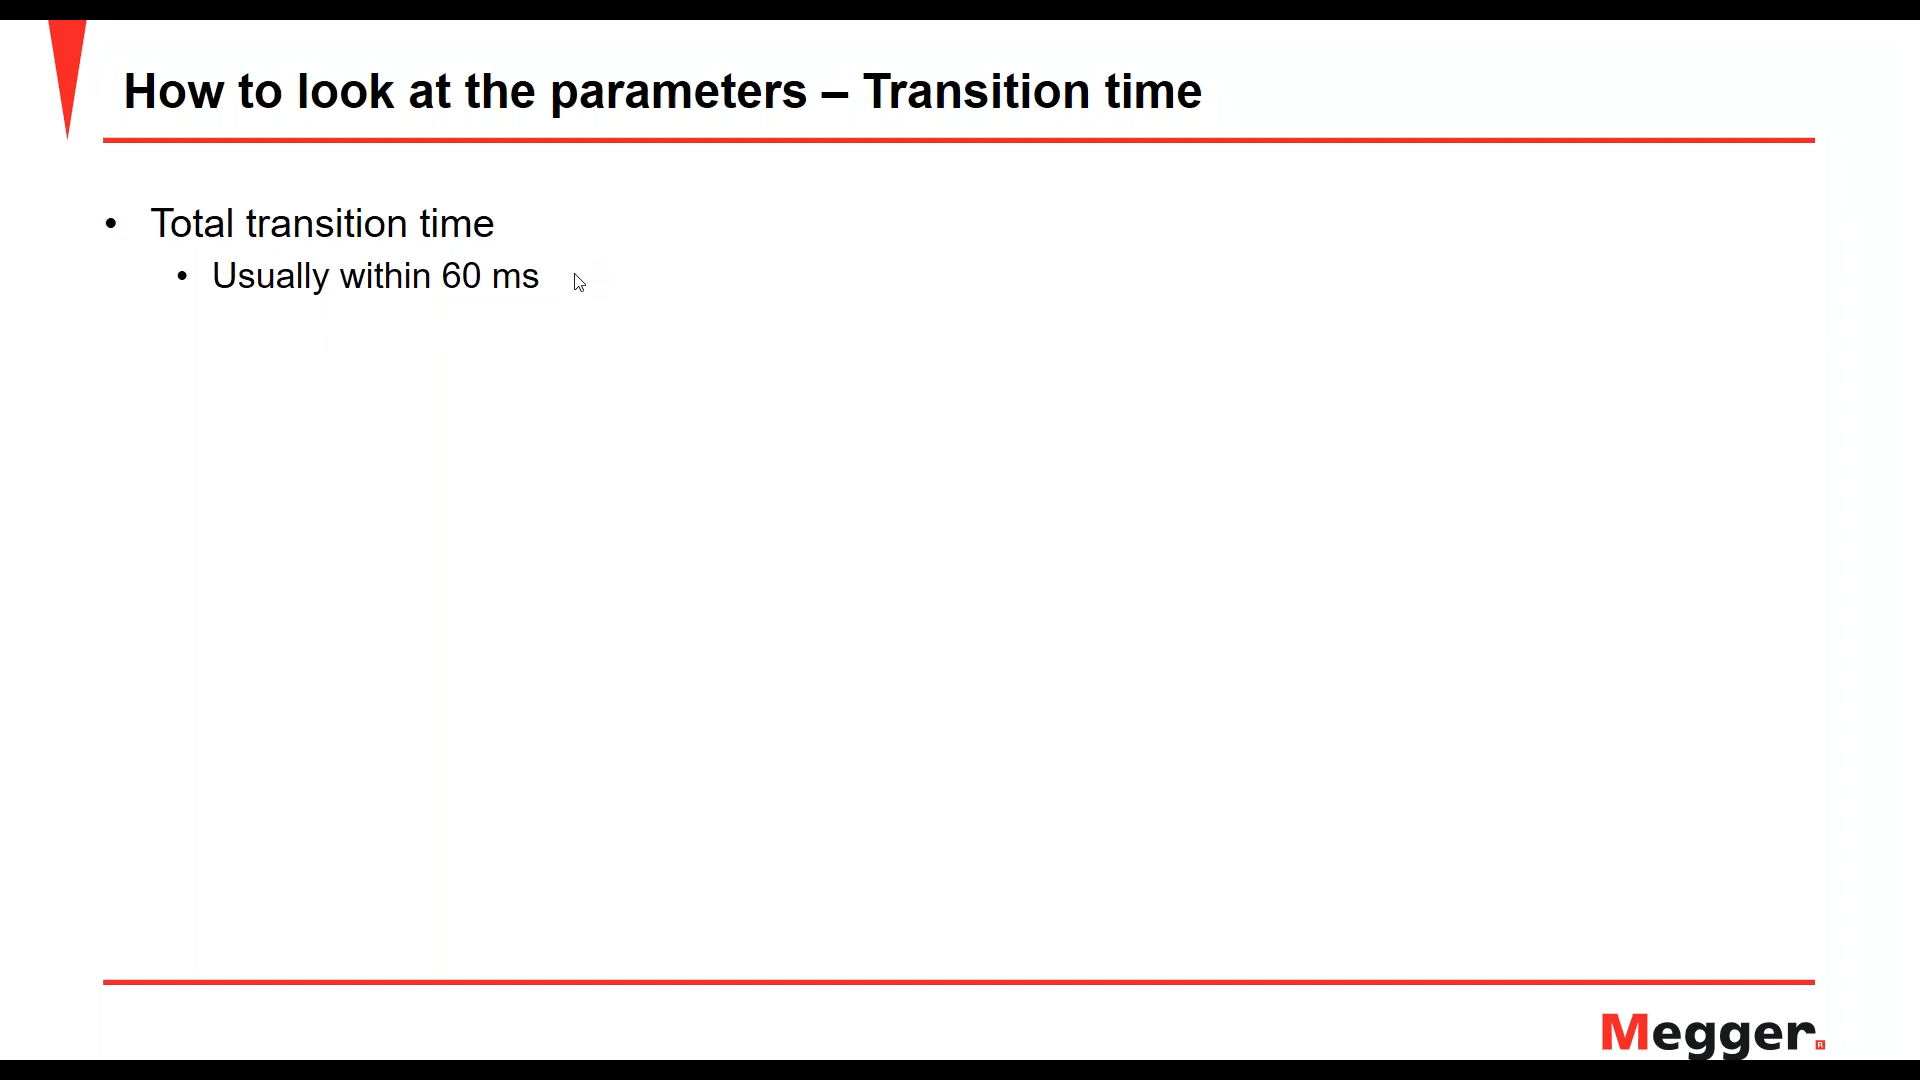 How to look at the parameters – Transition time
• Total transition time
• Usually within 60 ms
Megger.